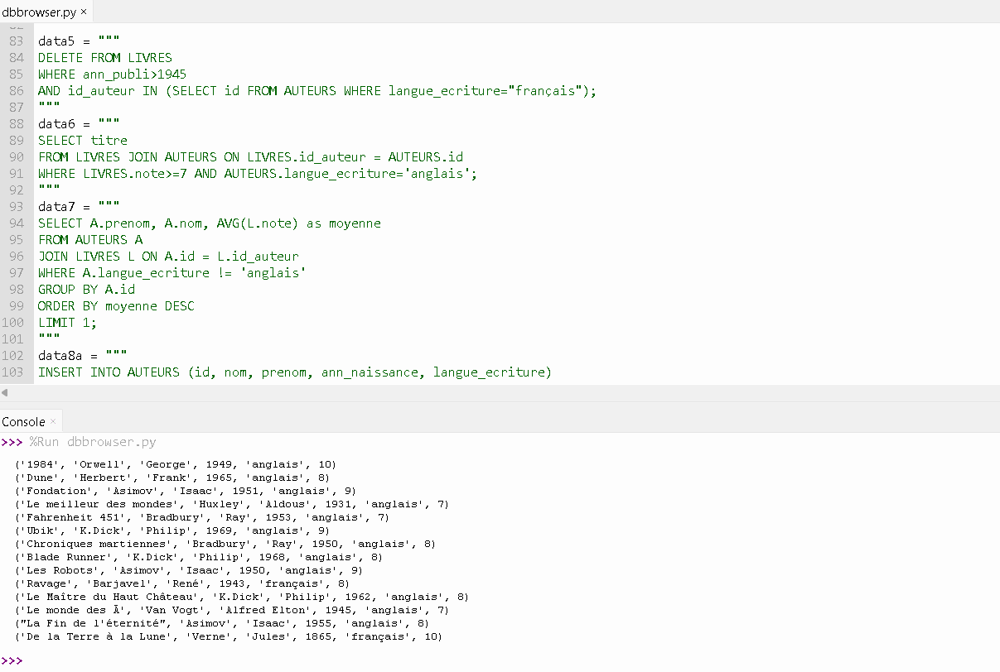 dbbrowser.py ×
83 data5 = """
84 DELETE FROM LIVRES
85 WHERE ann_publi>1945
86 AND id_auteur IN (SELECT id FROM AUTEURS WHERE langue_ecriture="français");
87 """
88 data6 = """
89 SELECT titre
90 FROM LIVRES JOIN AUTEURS ON LIVRES.id_auteur = AUTEURS.id
91 WHERE LIVRES.note>=7 AND AUTEURS.langue_ecriture='anglais';
92 """
93 data7 = """
94 SELECT A.prenom, A.nom, AVG(L.note) as moyenne
95 FROM AUTEURS A
96 JOIN LIVRES L ON A.id = L.id_auteur
97 WHERE A.langue_ecriture != 'anglais'
98 GROUP BY A.id
99 ORDER BY moyenne DESC
100 LIMIT 1;
101 """
102 data8a = """
103 INSERT INTO AUTEURS (id, nom, prenom, ann_naissance, langue_ecriture)
Console ×
>>> %Run dbbrowser.py
('1984', 'Orwell', 'George', 1949, 'anglais', 10)
('Dune', 'Herbert', 'Frank', 1965, 'anglais', 8)
('Fondation', 'Asimov', 'Isaac', 1951, 'anglais', 9)
('Le meilleur des mondes', 'Huxley', 'Aldous', 1931, 'anglais', 7)
('Fahrenheit 451', 'Bradbury', 'Ray', 1953, 'anglais', 7)
('Ubik', 'K.Dick', 'Philip', 1969, 'anglais', 9)
('Chroniques martiennes', 'Bradbury', 'Ray', 1950, 'anglais', 8)
('Blade Runner', 'K.Dick', 'Philip', 1968, 'anglais', 8)
('Les Robots', 'Asimov', 'Isaac', 1950, 'anglais', 9)
('Ravage', 'Barjavel', 'René', 1943, 'français', 8)
('Le Maître du Haut Château', 'K.Dick', 'Philip', 1962, 'anglais', 8)
('Le monde des Ā', 'Van Vogt', 'Alfred Elton', 1945, 'anglais', 7)
("La Fin de l'éternité", 'Asimov', 'Isaac', 1955, 'anglais', 8)
('De la Terre à la Lune', 'Verne', 'Jules', 1865, 'français', 10)
>>>